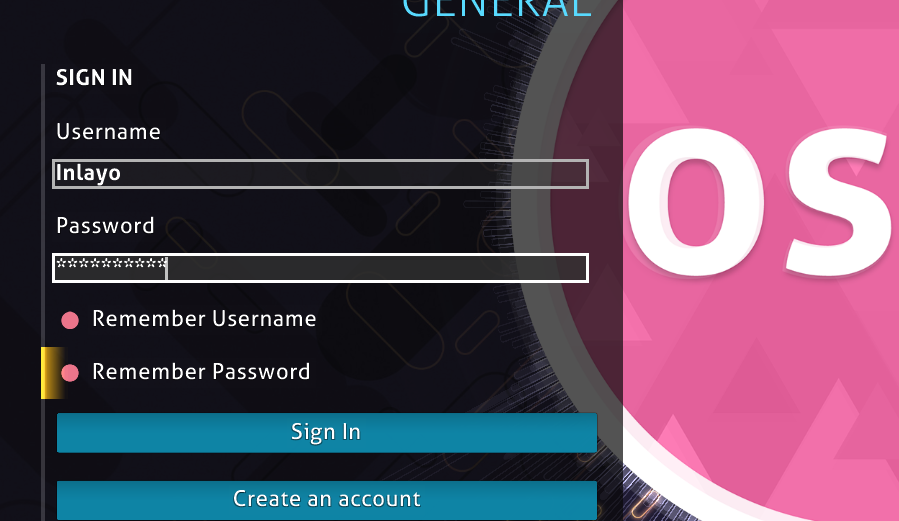 GENERAL
SIGN IN
Username
Inlayo
Password
**********
Remember Username
Remember Password
Sign In
Create an account
os